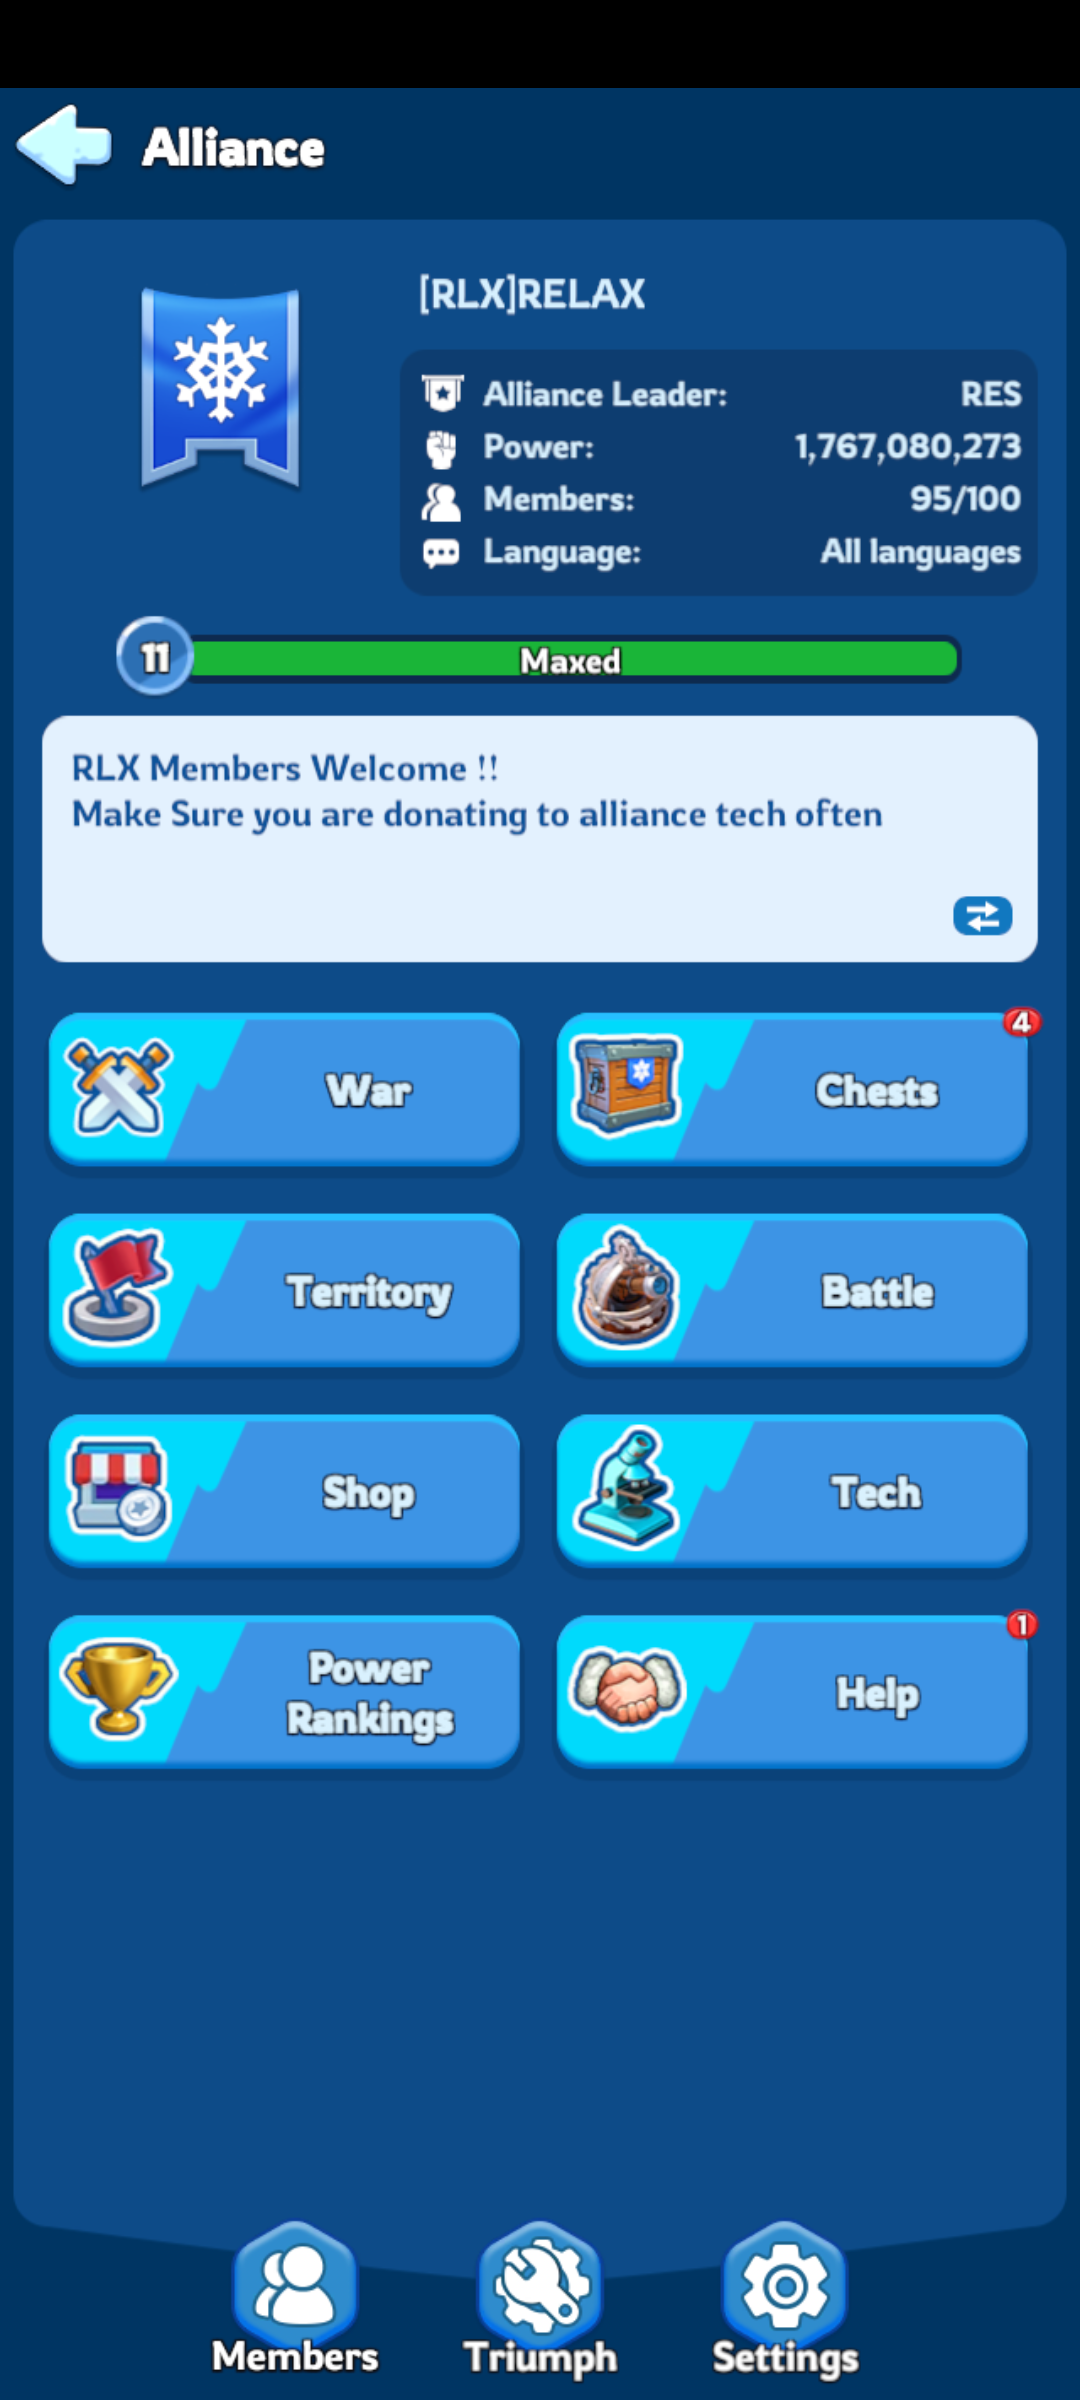 Alliance
[RLX]RELAX
Alliance Leader: RES
Power: 1,767,080,273
Members: 95/100
Language: All languages
11 Maxed
RLX Members Welcome !!
Make Sure you are donating to alliance tech often
War
4
Chests
Territory
Battle
Shop
Tech
Power
Rankings
1
Help
Members
Triumph
Settings